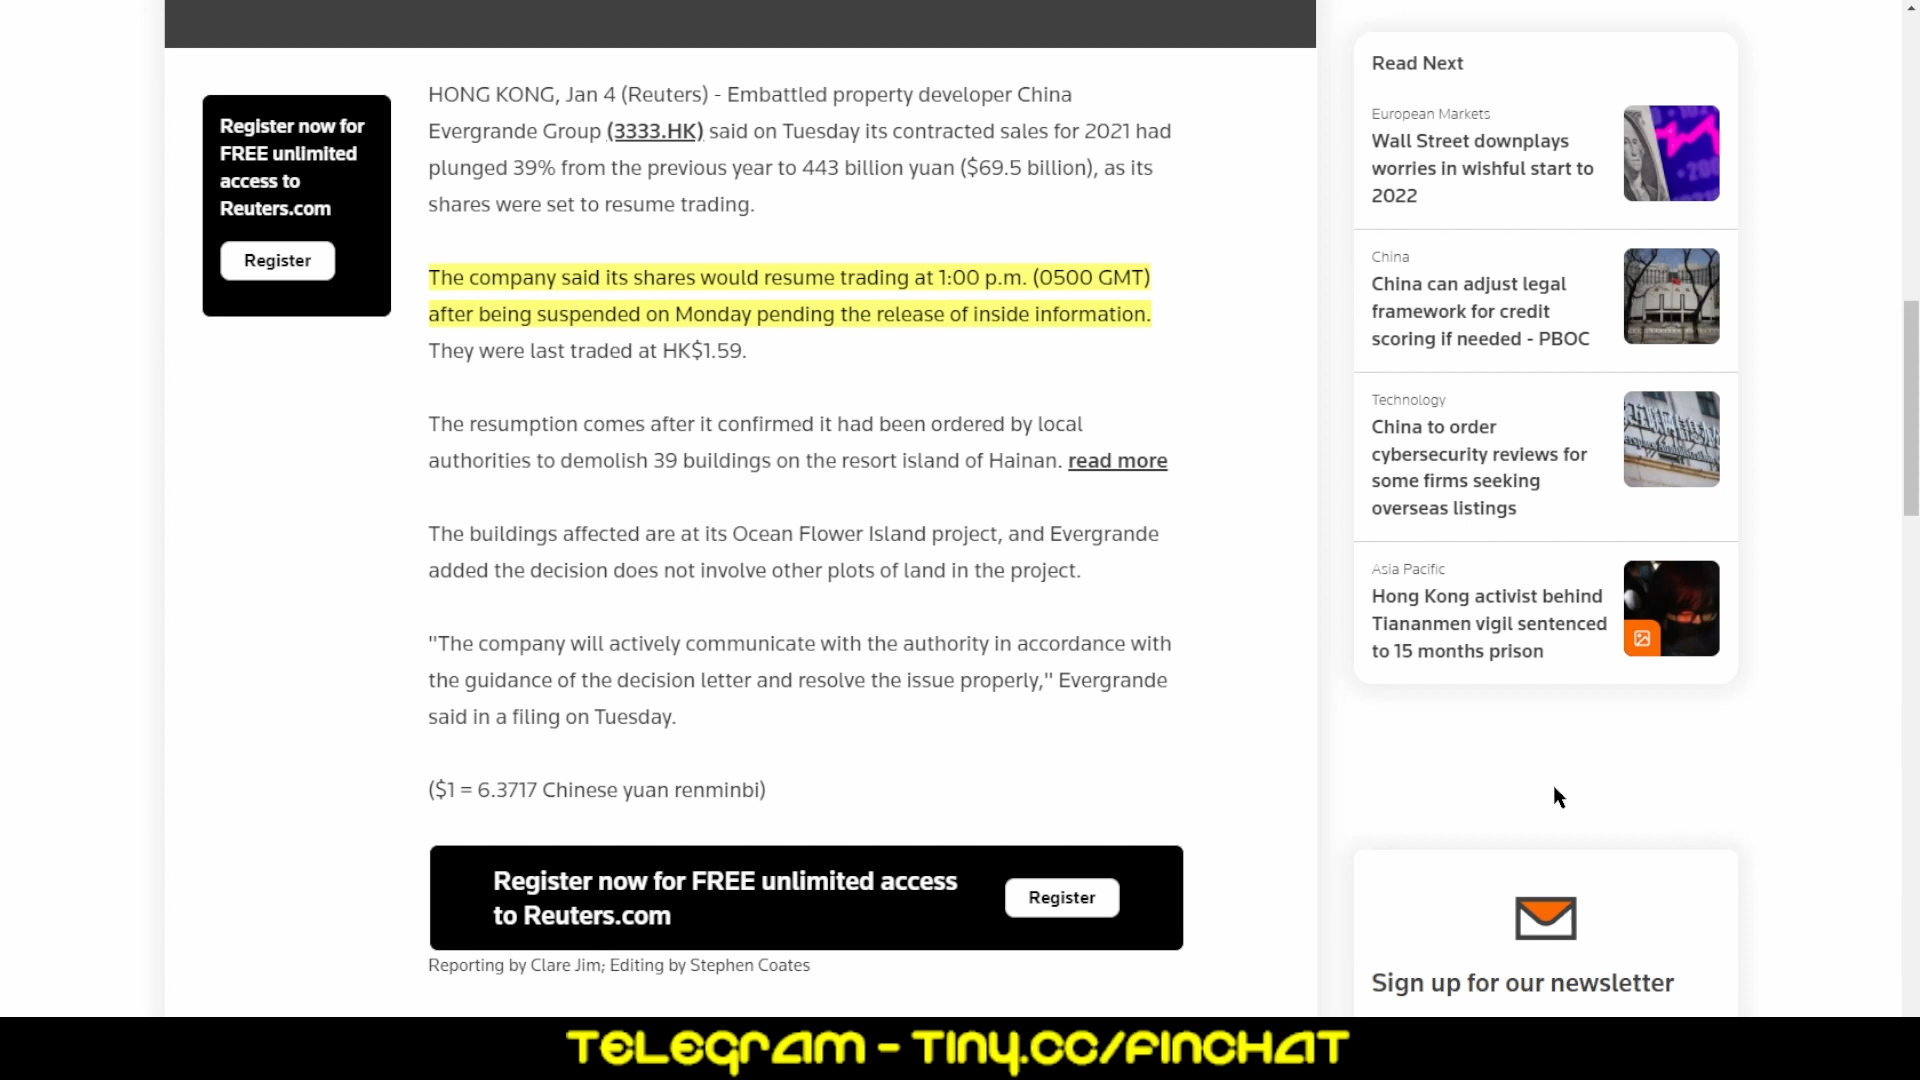 Register now for
FREE unlimited
access to
Reuters.com
Register
HONG KONG, Jan 4 (Reuters) - Embattled property developer China
Evergrande Group (3333.HK) said on Tuesday its contracted sales for 2021 had
plunged 39% from the previous year to 443 billion yuan ($69.5 billion), as its
shares were set to resume trading.
The company said its shares would resume trading at 1:00 p.m. (0500 GMT)
after being suspended on Monday pending the release of inside information.
They were last traded at HK$1.59.
The resumption comes after it confirmed it had been ordered by local
authorities to demolish 39 buildings on the resort island of Hainan. read more
The buildings affected are at its Ocean Flower Island project, and Evergrande
added the decision does not involve other plots of land in the project.
"The company will actively communicate with the authority in accordance with
the guidance of the decision letter and resolve the issue properly," Evergrande
said in a filing on Tuesday.
($1 = 6.3717 Chinese yuan renminbi)
Register now for FREE unlimited access
to Reuters.com
Register
Reporting by Clare Jim; Editing by Stephen Coates
Read Next
European Markets
Wall Street downplays
worries in wishful start to
2022
China
China can adjust legal
framework for credit
scoring if needed - PBOC
Technology
China to order
cybersecurity reviews for
some firms seeking
overseas listings
Asia Pacific
Hong Kong activist behind
Tiananmen vigil sentenced
to 15 months prison
Sign up for our newsletter
TELEGRAM - TINY.CC/FINCHAT